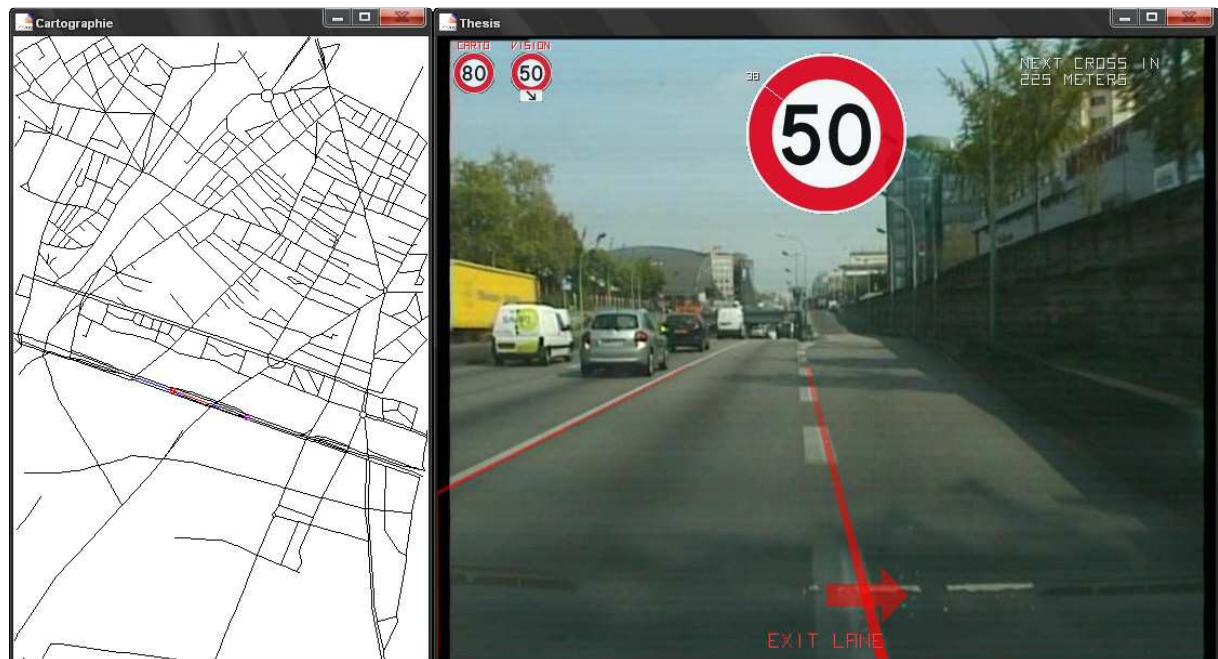 Cartographie
Thesis
CARTO VISION
80 50
50
38
NEXT CROSS IN
225 METERS
EXIT LANE